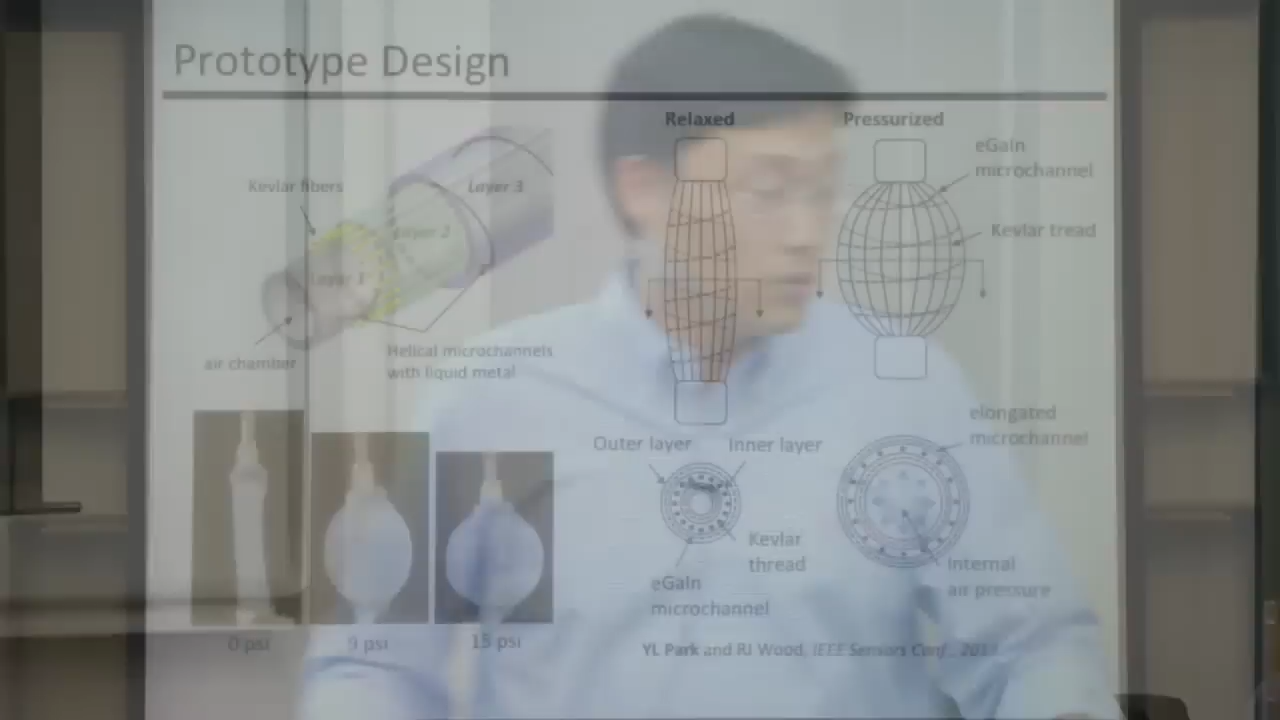 Prototype Design
Relaxed
Pressurized
eGaIn
microchannel
Kevlar fibers
Layer 3
Layer 2
Layer 1
Kevlar tread
air chamber
Helical microchannels
with liquid metal
elongated
microchannel
Outer layer
Inner layer
Kevlar
thread
eGaIn
microchannel
Internal
air pressure
0 psi
9 psi
15 psi
YL Park and RJ Wood, IEEE Sensors Conf.,